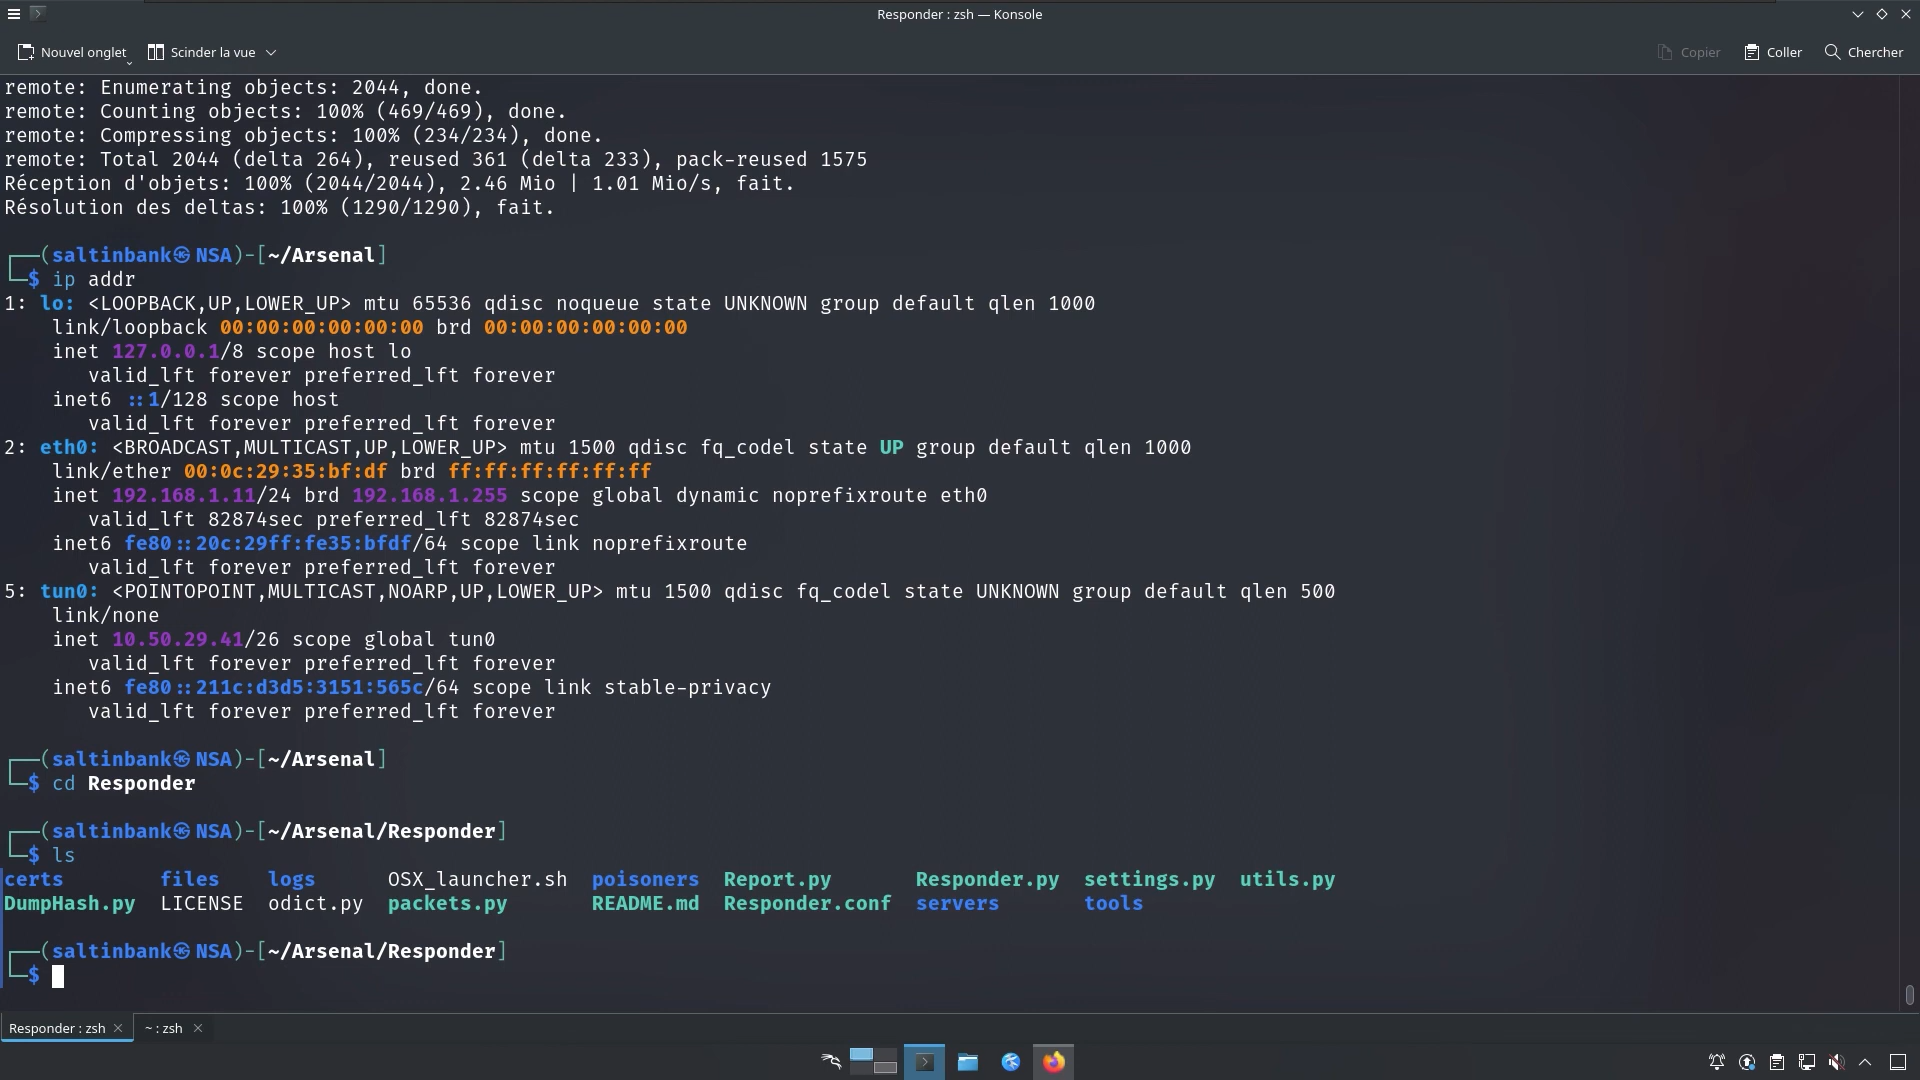 Responder : zsh — Konsole
Nouvel onglet Scinder la vue Copier Coller Chercher
remote: Enumerating objects: 2044, done.
remote: Counting objects: 100% (469/469), done.
remote: Compressing objects: 100% (234/234), done.
remote: Total 2044 (delta 264), reused 361 (delta 233), pack-reused 1575
Réception d'objets: 100% (2044/2044), 2.46 Mio | 1.01 Mio/s, fait.
Résolution des deltas: 100% (1290/1290), fait.
┌──(saltinbank㉿NSA)-[~/Arsenal]
└─$ ip addr
1: lo: <LOOPBACK,UP,LOWER_UP> mtu 65536 qdisc noqueue state UNKNOWN group default qlen 1000
    link/loopback 00:00:00:00:00:00 brd 00:00:00:00:00:00
    inet 127.0.0.1/8 scope host lo
       valid_lft forever preferred_lft forever
    inet6 ::1/128 scope host
       valid_lft forever preferred_lft forever
2: eth0: <BROADCAST,MULTICAST,UP,LOWER_UP> mtu 1500 qdisc fq_codel state UP group default qlen 1000
    link/ether 00:0c:29:35:bf:df brd ff:ff:ff:ff:ff:ff
    inet 192.168.1.11/24 brd 192.168.1.255 scope global dynamic noprefixroute eth0
       valid_lft 82874sec preferred_lft 82874sec
    inet6 fe80::20c:29ff:fe35:bfdf/64 scope link noprefixroute
       valid_lft forever preferred_lft forever
5: tun0: <POINTOPOINT,MULTICAST,NOARP,UP,LOWER_UP> mtu 1500 qdisc fq_codel state UNKNOWN group default qlen 500
    link/none
    inet 10.50.29.41/26 scope global tun0
       valid_lft forever preferred_lft forever
    inet6 fe80::211c:d3d5:3151:565c/64 scope link stable-privacy
       valid_lft forever preferred_lft forever
┌──(saltinbank㉿NSA)-[~/Arsenal]
└─$ cd Responder
┌──(saltinbank㉿NSA)-[~/Arsenal/Responder]
└─$ ls
certs files logs OSX_launcher.sh poisoners Report.py Responder.py settings.py utils.py
DumpHash.py LICENSE odict.py packets.py README.md Responder.conf servers tools
┌──(saltinbank㉿NSA)-[~/Arsenal/Responder]
└─$
Responder : zsh ~ : zsh